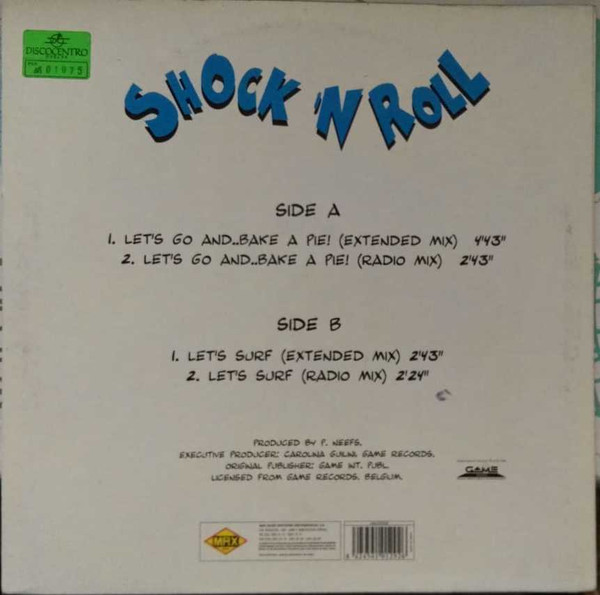 DISCOCENTRO
SHOCK 'N ROLL
SIDE A
1. LET'S GO AND..BAKE A PIE! (EXTENDED MIX) 4'43"
2. LET'S GO AND..BAKE A PIE! (RADIO MIX) 2'43"
SIDE B
1. LET'S SURF (EXTENDED MIX) 2'43"
2. LET'S SURF (RADIO MIX) 2'24"
PRODUCED BY P. NEEFS.
EXECUTIVE PRODUCER: CAROLINA GUILINI GAME RECORDS.
ORIGINAL PUBLISHER: GAME INT. PUBL.
LICENSED FROM GAME RECORDS. BELGIUM.
GAME
MAX